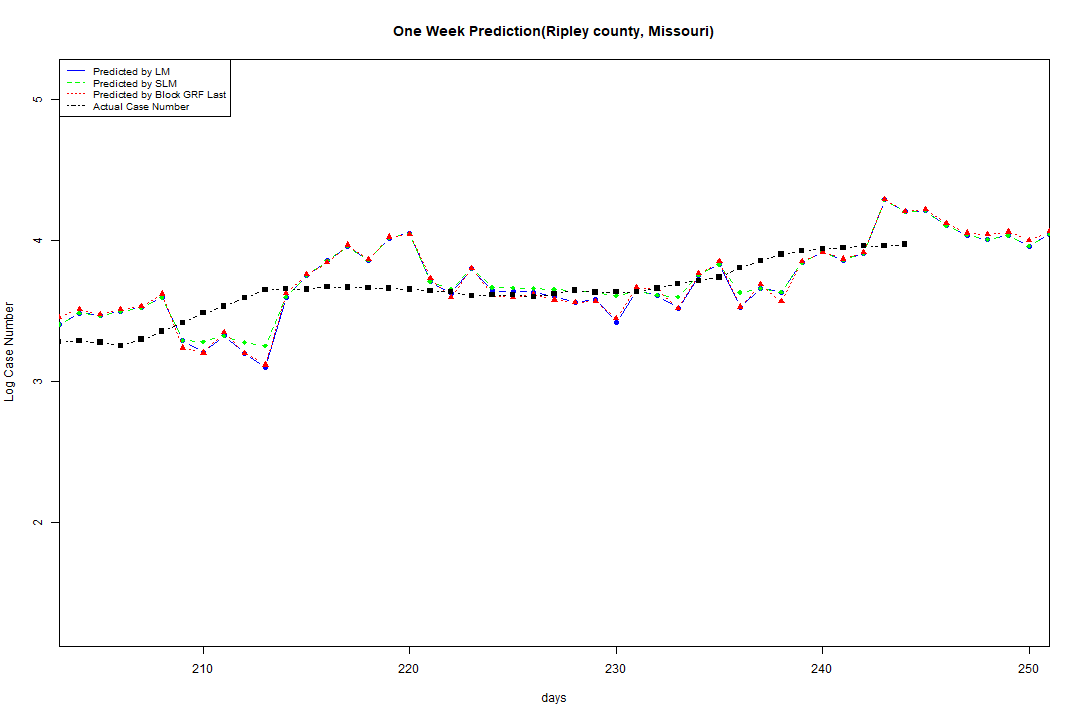 One Week Prediction(Ripley county, Missouri)
Predicted by LM
Predicted by SLM
Predicted by Block GRF Last
Actual Case Number
5
4
3
2
Log Case Number
210
220
230
240
250
days